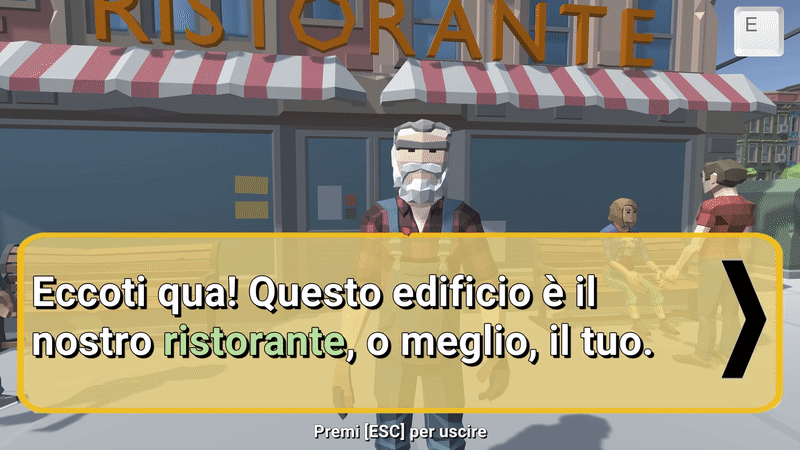 RISTORANTE
E
Eccoti qua! Questo edificio è il
nostro ristorante, o meglio, il tuo.
Premi [ESC] per uscire